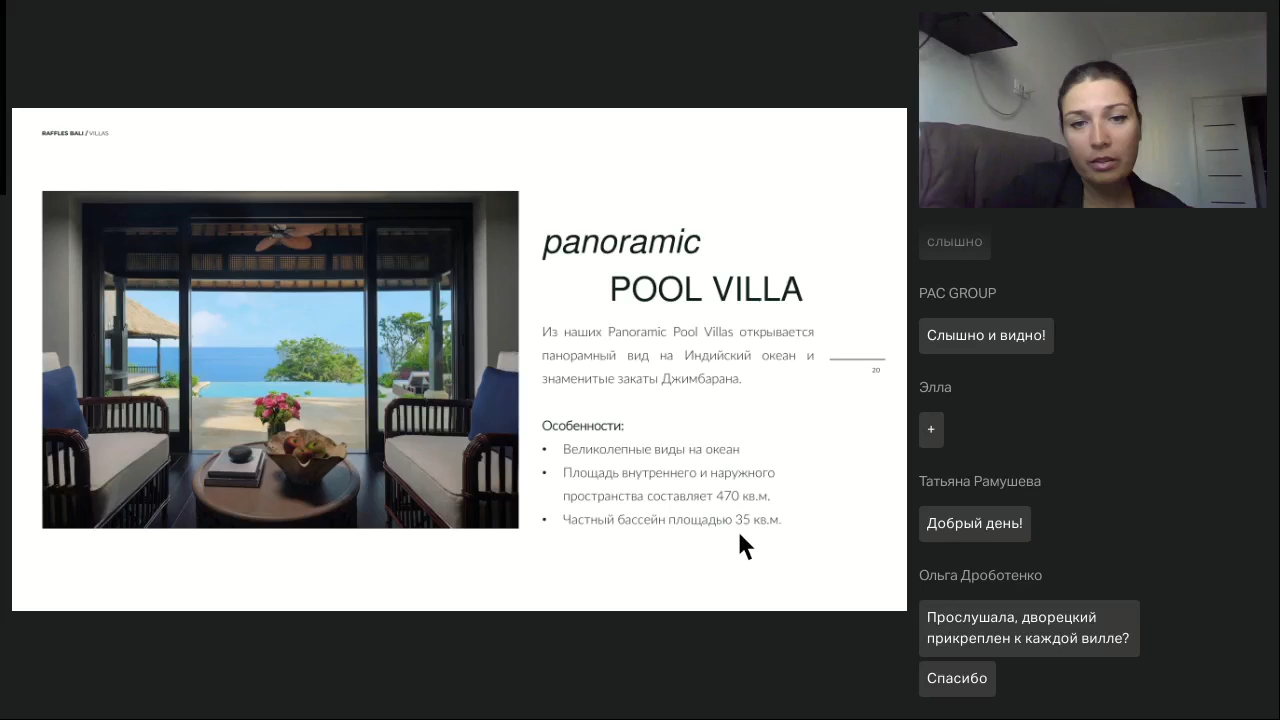 RAFFLES BALI / VILLAS
panoramic
POOL VILLA
Из наших Panoramic Pool Villas открывается
панорамный вид на Индийский океан и
знаменитые закаты Джимбарана.
20
Особенности:
• Великолепные виды на океан
• Площадь внутреннего и наружного
пространства составляет 470 кв.м.
• Частный бассейн площадью 35 кв.м.
слышно
PAC GROUP
Слышно и видно!
Элла
+
Татьяна Рамушева
Добрый день!
Ольга Дроботенко
Прослушала, дворецкий
прикреплен к каждой вилле?
Спасибо